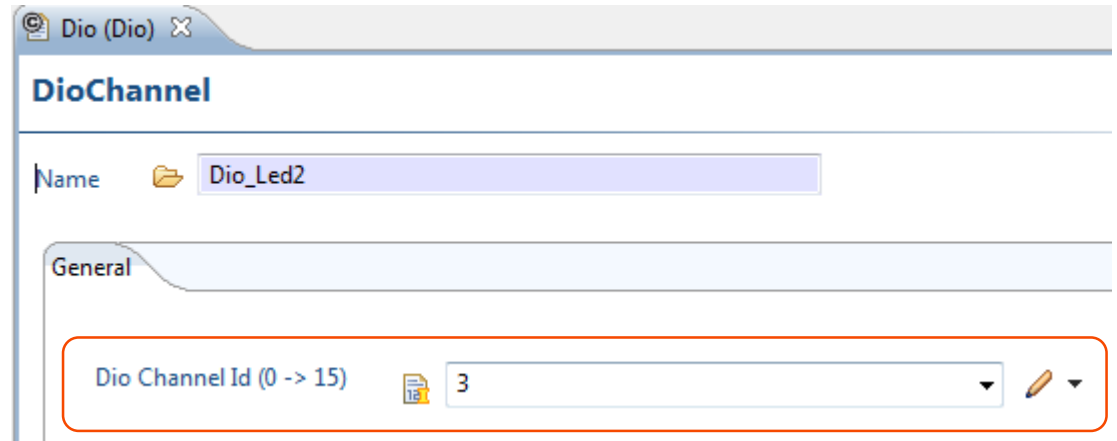 Dio (Dio)
DioChannel
Name Dio_Led2
General
Dio Channel Id (0 -> 15) 3